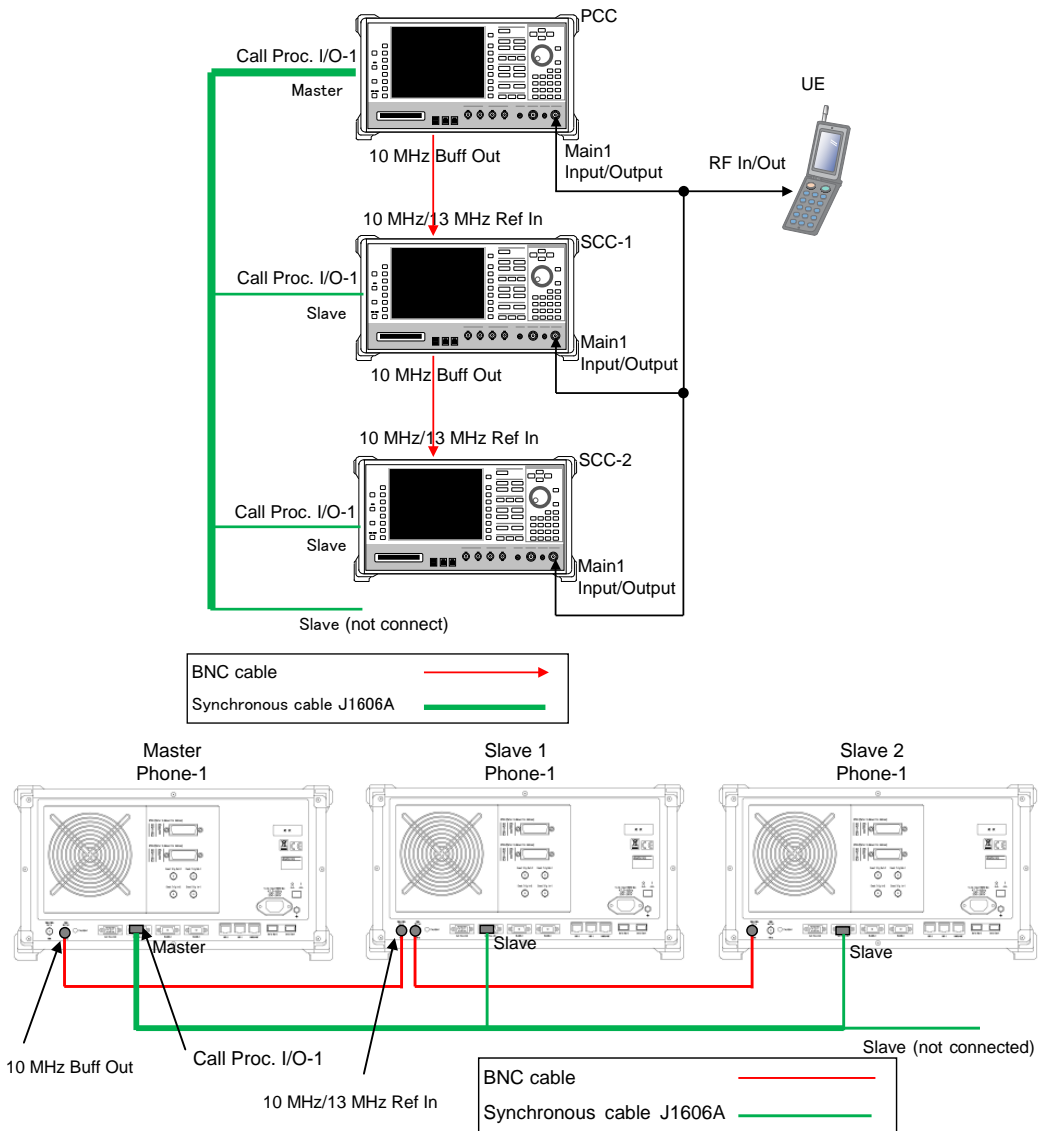 PCC
Call Proc. I/O-1
Master
UE
10 MHz Buff Out
Main1
Input/Output
RF In/Out
10 MHz/13 MHz Ref In
SCC-1
Call Proc. I/O-1
Slave
Main1
Input/Output
10 MHz Buff Out
10 MHz/13 MHz Ref In
SCC-2
Call Proc. I/O-1
Slave
Main1
Input/Output
Slave (not connect)
BNC cable
Synchronous cable J1606A
Master
Phone-1
Slave 1
Phone-1
Slave 2
Phone-1
Master
Slave
Slave
10 MHz Buff Out
Call Proc. I/O-1
10 MHz/13 MHz Ref In
Slave (not connected)
BNC cable
Synchronous cable J1606A